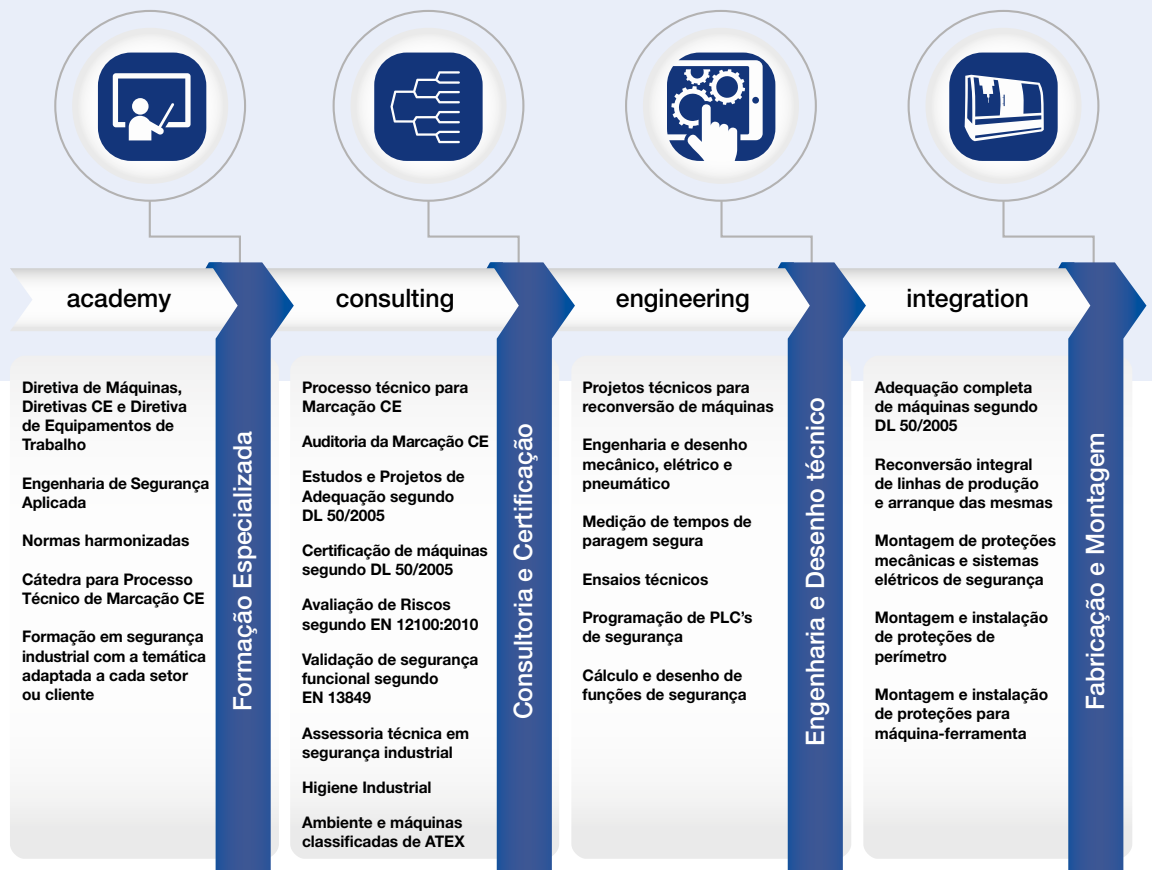 academy
Diretiva de Máquinas,
Diretivas CE e Diretiva
de Equipamentos de
Trabalho
Engenharia de Segurança
Aplicada
Normas harmonizadas
Cátedra para Processo
Técnico de Marcação CE
Formação em segurança
industrial com a temática
adaptada a cada setor
ou cliente
Formação Especializada
consulting
Processo técnico para
Marcação CE
Auditoria da Marcação CE
Estudos e Projetos de
Adequação segundo
DL 50/2005
Certificação de máquinas
segundo DL 50/2005
Avaliação de Riscos
segundo EN 12100:2010
Validação de segurança
funcional segundo
EN 13849
Assessoria técnica em
segurança industrial
Higiene Industrial
Ambiente e máquinas
classificadas de ATEX
Consultoria e Certificação
engineering
Projetos técnicos para
reconversão de máquinas
Engenharia e desenho
mecânico, elétrico e
pneumático
Medição de tempos de
paragem segura
Ensaios técnicos
Programação de PLC's
de segurança
Cálculo e desenho de
funções de segurança
Engenharia e Desenho técnico
integration
Adequação completa
de máquinas segundo
DL 50/2005
Reconversão integral
de linhas de produção
e arranque das mesmas
Montagem de proteções
mecânicas e sistemas
elétricos de segurança
Montagem e instalação
de proteções de
perímetro
Montagem e instalação
de proteções para
máquina-ferramenta
Fabricação e Montagem